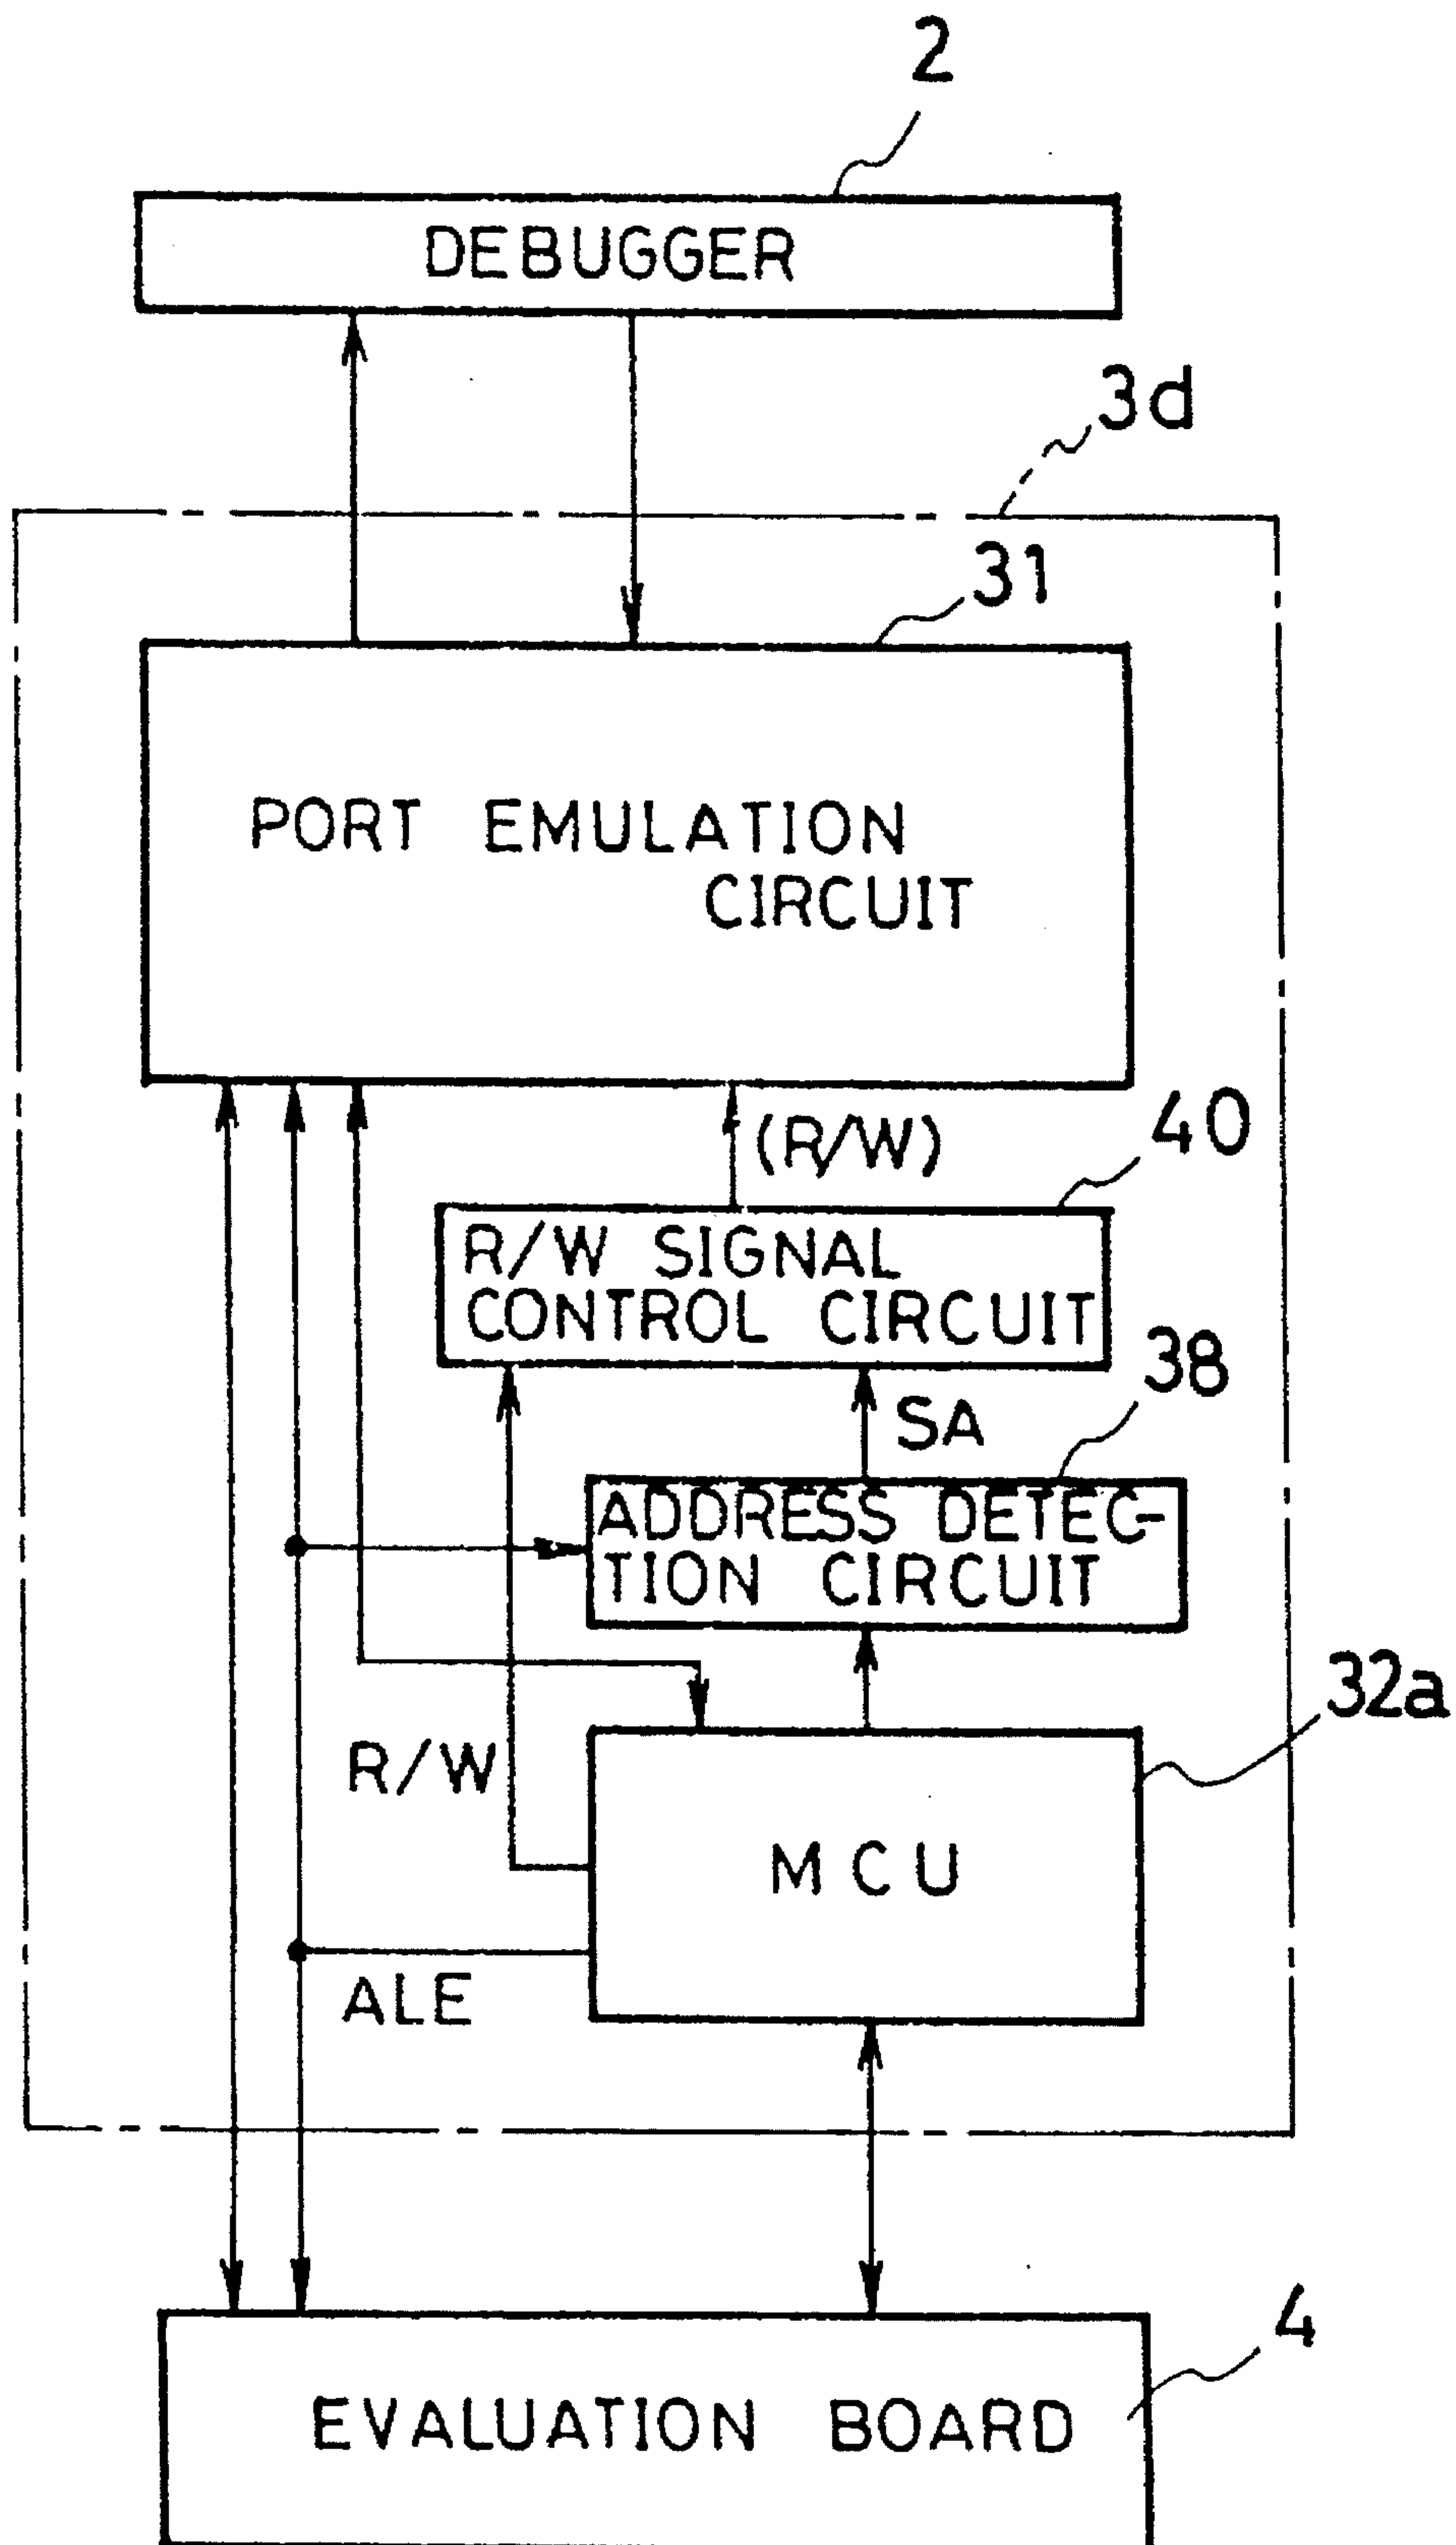 2
DEBUGGER
3d
31
PORT EMULATION
CIRCUIT
(R/W)
40
R/W SIGNAL
CONTROL CIRCUIT
38
SA
ADDRESS DETEC-
TION CIRCUIT
32a
R/W
MCU
ALE
4
EVALUATION BOARD